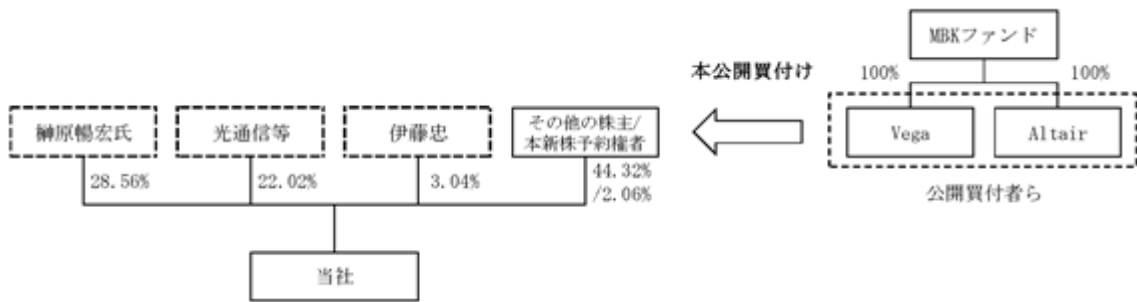 MBKファンド
本公開買付け
100%
100%
榊原暢宏氏
光通信等
伊藤忠
その他の株主/
本新株予約権者
Vega
Altair
28.56%
22.02%
3.04%
44.32%
/2.06%
公開買付者ら
当社